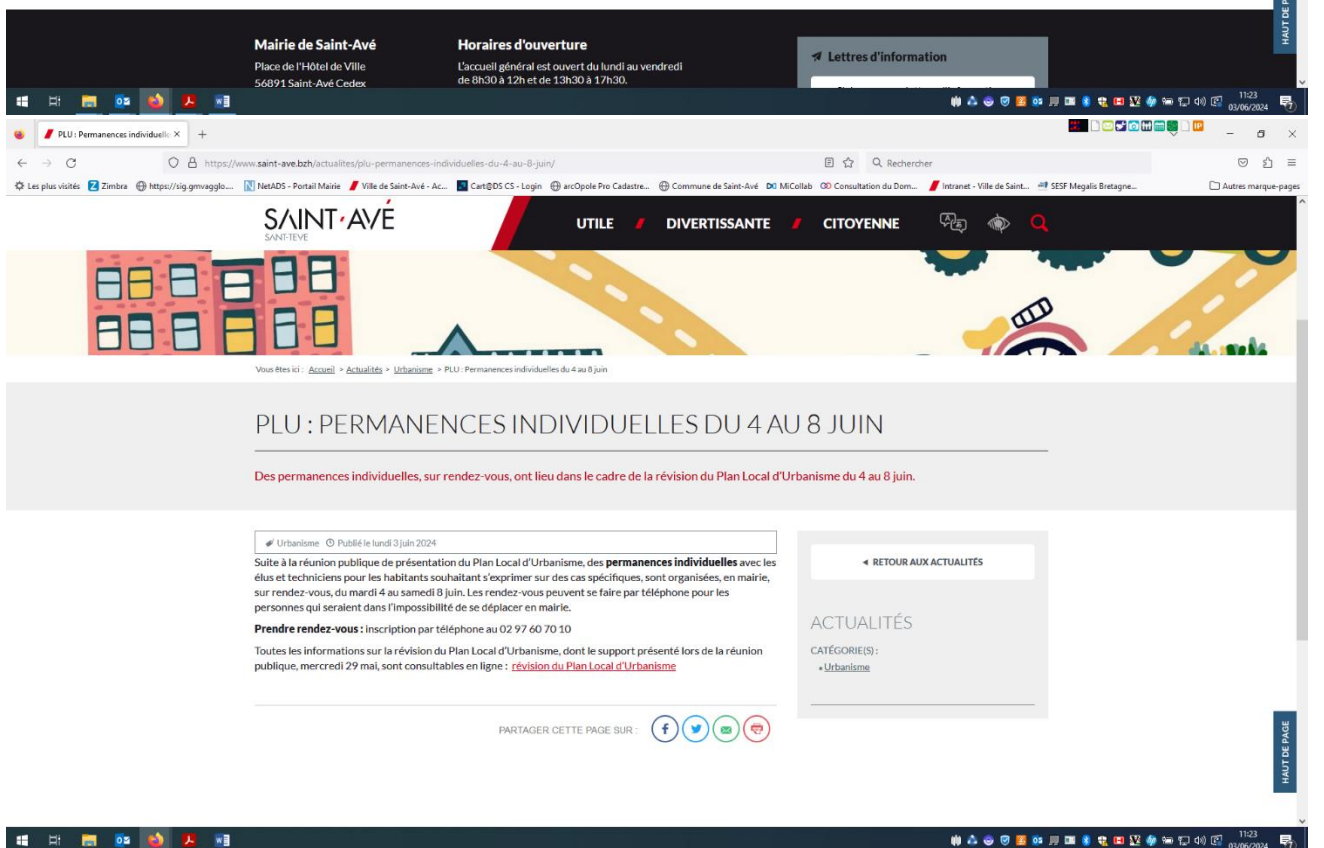 HAUT DE P
Mairie de Saint-Avé
Place de l'Hôtel de Ville
56891 Saint-Avé Cedex
Horaires d'ouverture
L'accueil général est ouvert du lundi au vendredi
de 8h30 à 12h et de 13h30 à 17h30.
Lettres d'information
11:23
03/06/2024
PLU : Permanences individuelle
https://www.saint-ave.bzh/actualites/plu-permanences-individuelles-du-4-au-8-juin/
Rechercher
Les plus visités Zimbra https://sig.gmvagglo.... NetADS - Portail Mairie Ville de Saint-Avé - Ac... Cart@DS CS - Login arcOpole Pro Cadastre... Commune de Saint-Avé MiCollab Consultation du Dom... Intranet - Ville de Saint... SESF Megalis Bretagne... Autres marque-pages
SAINT-AVÉ
SANT-TEVE
UTILE DIVERTISSANTE CITOYENNE
Vous êtes ici : Accueil > Actualités > Urbanisme > PLU : Permanences individuelles du 4 au 8 juin
PLU : PERMANENCES INDIVIDUELLES DU 4 AU 8 JUIN
Des permanences individuelles, sur rendez-vous, ont lieu dans le cadre de la révision du Plan Local d'Urbanisme du 4 au 8 juin.
Urbanisme Publié le lundi 3 juin 2024
Suite à la réunion publique de présentation du Plan Local d'Urbanisme, des permanences individuelles avec les
élus et techniciens pour les habitants souhaitant s'exprimer sur des cas spécifiques, sont organisées, en mairie,
sur rendez-vous, du mardi 4 au samedi 8 juin. Les rendez-vous peuvent se faire par téléphone pour les
personnes qui seraient dans l'impossibilité de se déplacer en mairie.
Prendre rendez-vous : inscription par téléphone au 02 97 60 70 10
Toutes les informations sur la révision du Plan Local d'Urbanisme, dont le support présenté lors de la réunion
publique, mercredi 29 mai, sont consultables en ligne : révision du Plan Local d'Urbanisme
RETOUR AUX ACTUALITÉS
ACTUALITÉS
CATÉGORIE(S) :
Urbanisme
PARTAGER CETTE PAGE SUR :
HAUT DE PAGE
11:23
03/06/2024